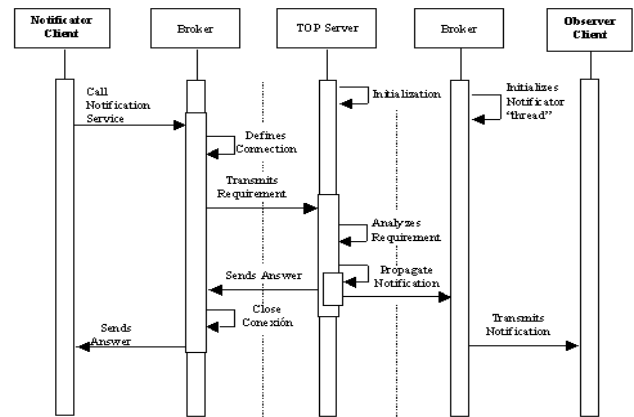 Notificator
Client
Broker
TOP Server
Broker
Observer
Client
Call
Notification
Service
Initialization
Initializes
Notificator
“thread”
Defines
Connection
Transmits
Requirement
Analyzes
Requirement
Sends Answer
Propagate
Notification
Close
Conexión
Sends
Answer
Transmits
Notification